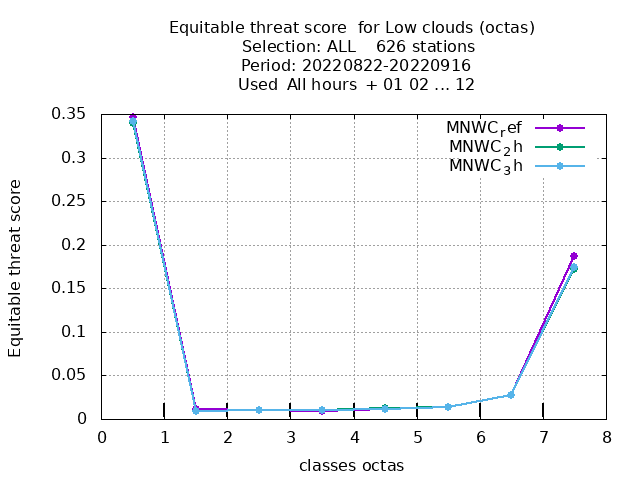 Equitable threat score  for Low clouds (octas)
Selection: ALL    626 stations
Period: 20220822-20220916
Used  All hours  + 01 02 ... 12
MNWC_ref
MNWC_2h
MNWC_3h
0.35
0.3
0.25
0.2
0.15
0.1
0.05
0
Equitable threat score
0 1 2 3 4 5 6 7 8
classes octas